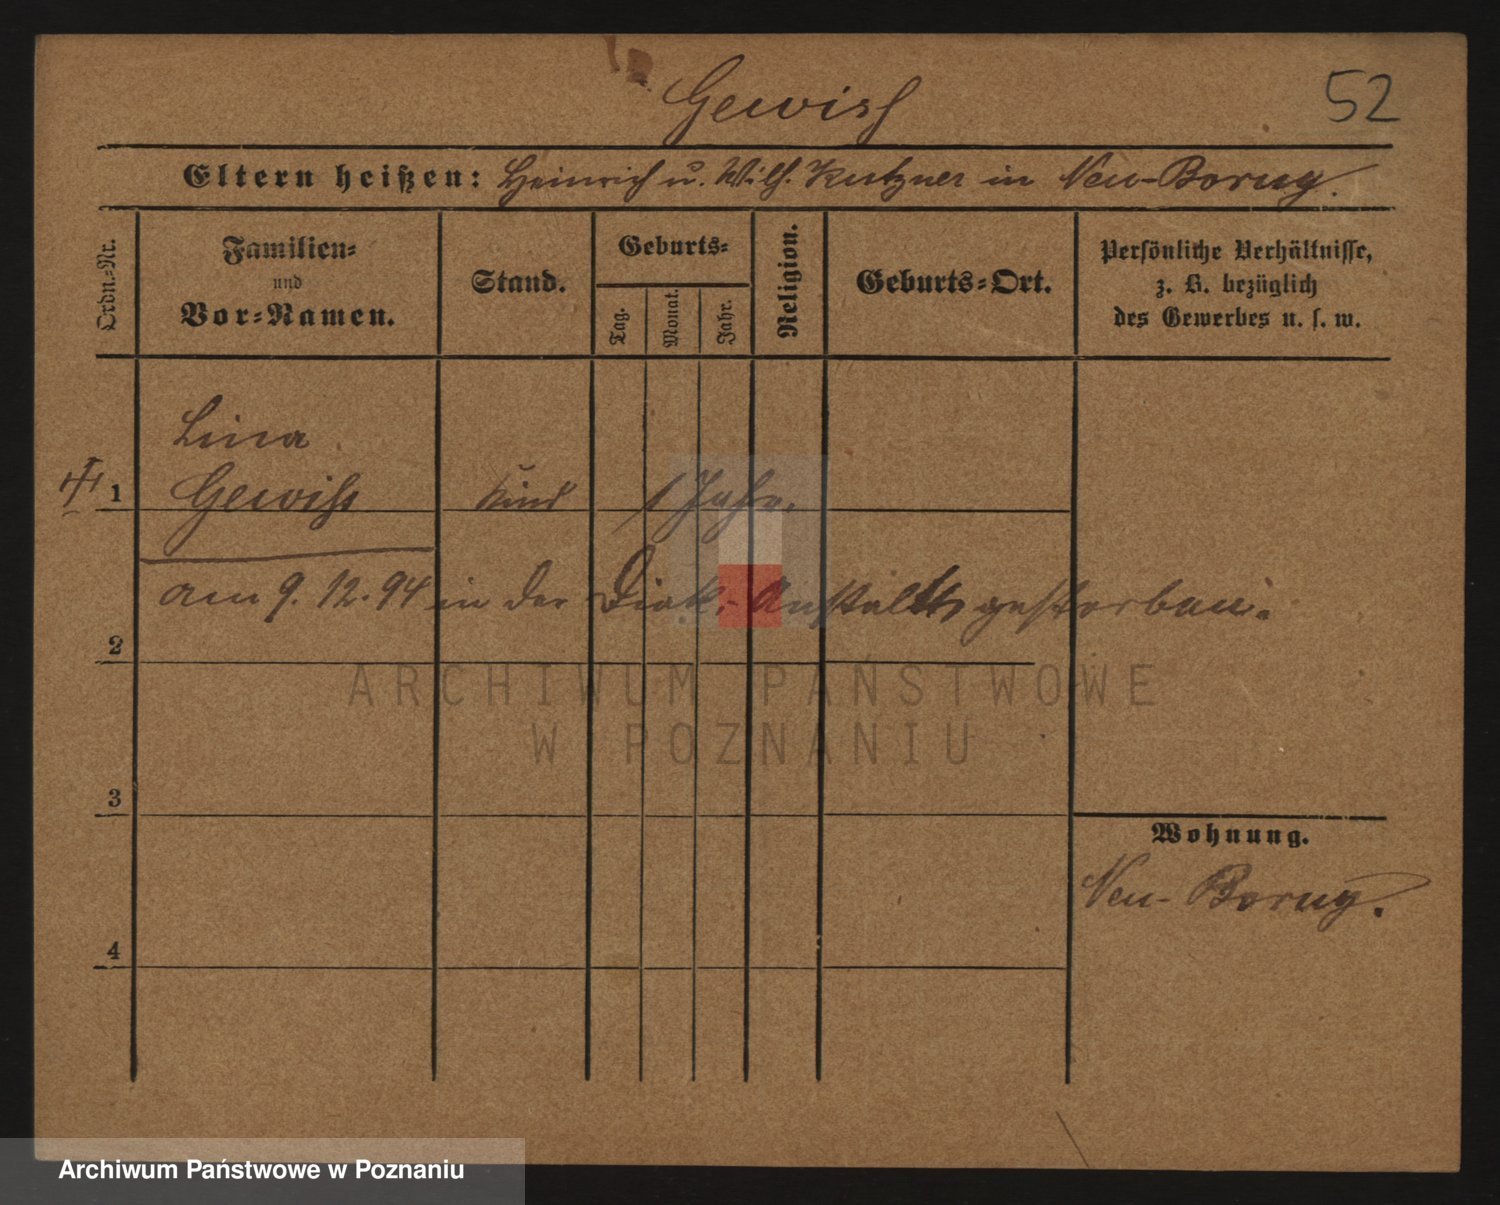 52
Gewiss
Eltern heißen: Heinrich u. Wilh. Kutzner in Neu-Boruy.
Ordn.-Nr.
Familien-
und
Vor-Namen.
Stand.
Geburts-
Tag.
Monat.
Jahr.
Religion.
Geburts-Ort.
Persönliche Verhältnisse,
z. B. bezüglich
des Gewerbes u. s. w.
Lina
1 Gewiss Kind 1 Jahr.
am 9.12.94 in der Diak.-Anstalt gestorben.
2
ARCHIWUM PAŃSTWOWE
W POZNANIU
3
Wohnung.
Neu-Boruy.
4
Archiwum Państwowe w Poznaniu